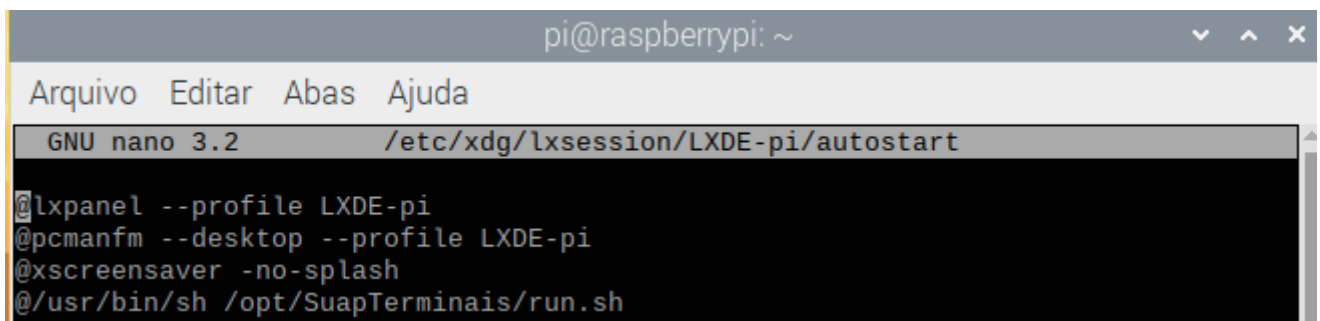 pi@raspberrypi: ~
Arquivo Editar Abas Ajuda
GNU nano 3.2 /etc/xdg/lxsession/LXDE-pi/autostart
@lxpanel --profile LXDE-pi
@pcmanfm --desktop --profile LXDE-pi
@xscreensaver -no-splash
@/usr/bin/sh /opt/SuapTerminais/run.sh